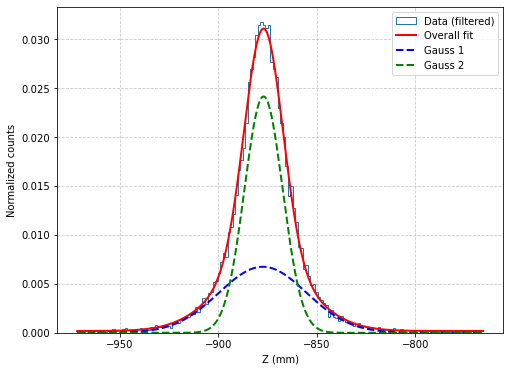 Data (filtered)
Overall fit
Gauss 1
Gauss 2
Normalized counts
0.030
0.025
0.020
0.015
0.010
0.005
0.000
−950
−900
−850
−800
Z (mm)